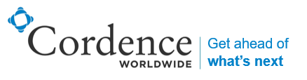 Cordence
WORLDWIDE
Get ahead of
what's next